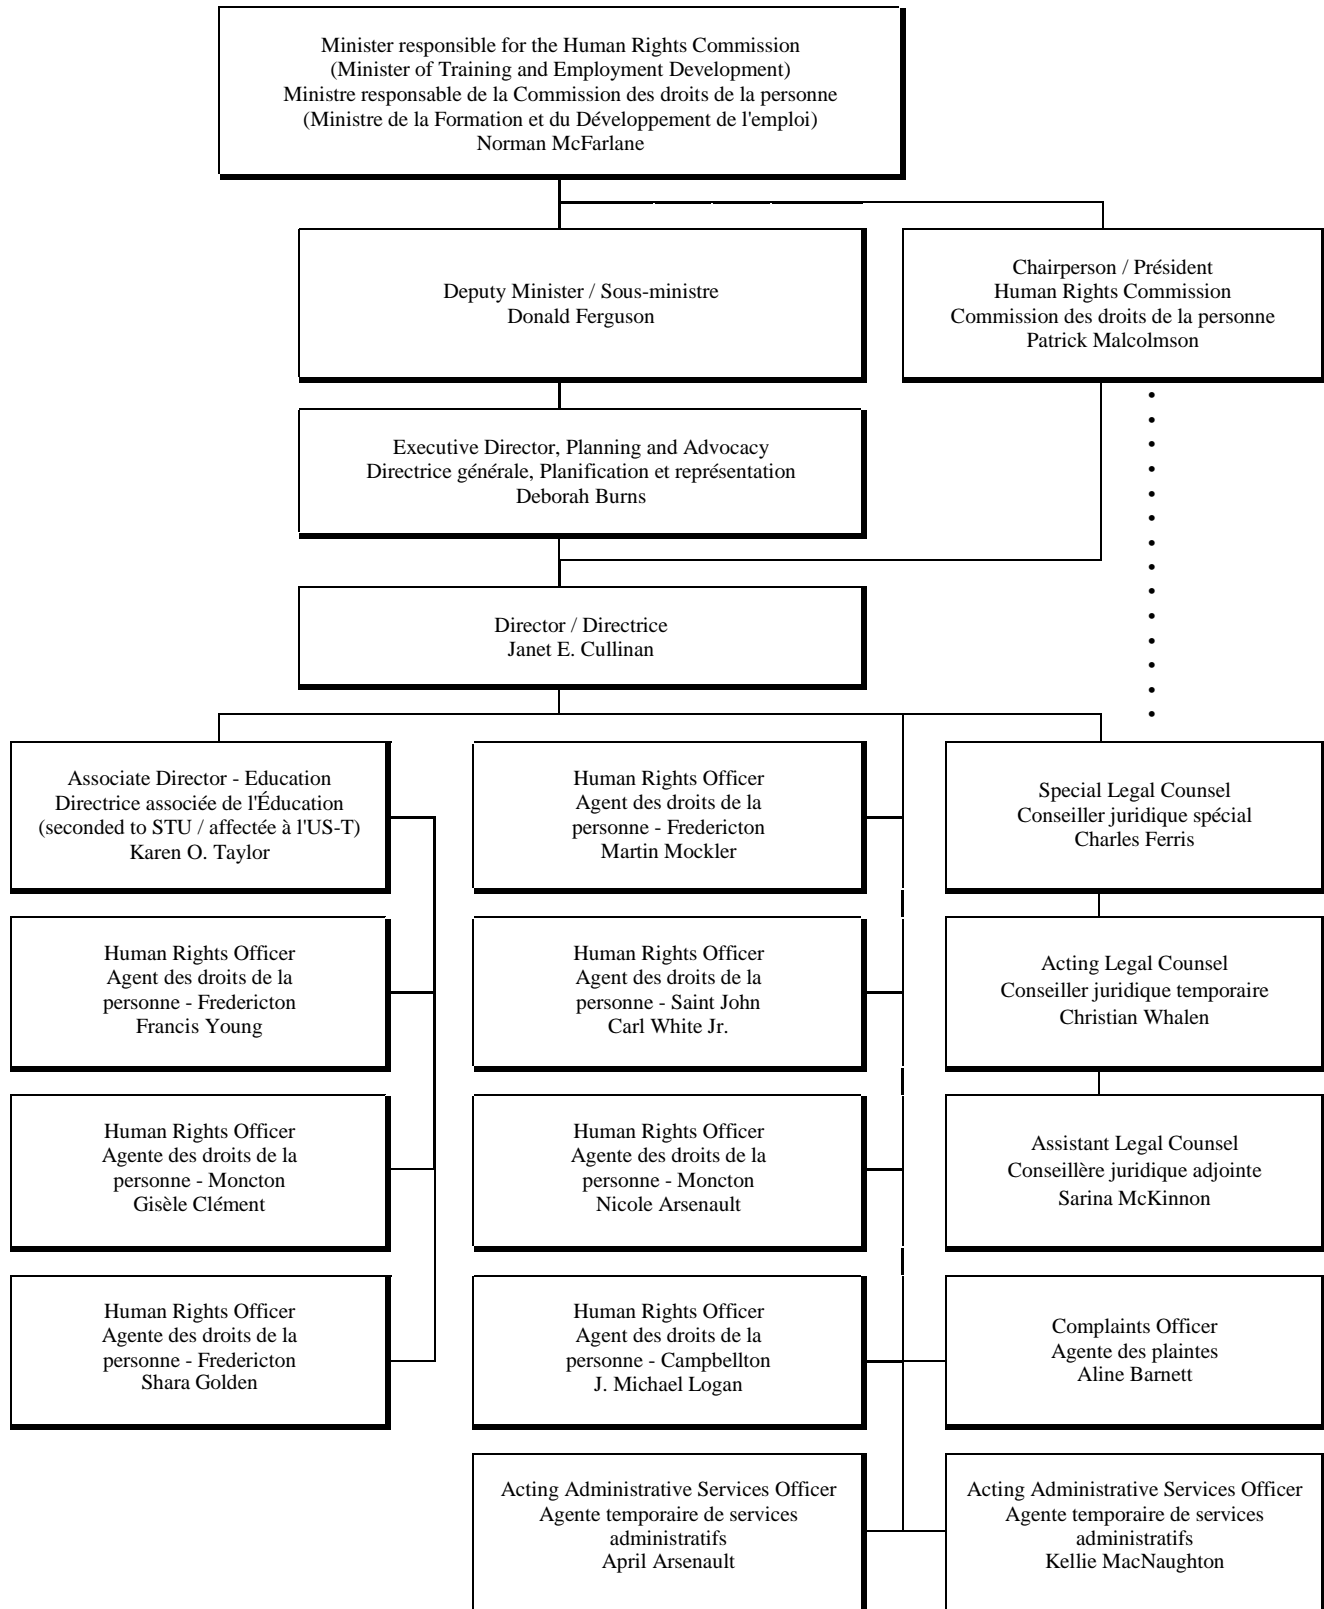 Minister responsible for the Human Rights Commission
(Minister of Training and Employment Development)
Ministre responsable de la Commission des droits de la personne
(Ministre de la Formation et du Développement de l'emploi)
Norman McFarlane
Deputy Minister / Sous-ministre
Donald Ferguson
Chairperson / Président
Human Rights Commission
Commission des droits de la personne
Patrick Malcolmson
Executive Director, Planning and Advocacy
Directrice générale, Planification et représentation
Deborah Burns
Director / Directrice
Janet E. Cullinan
Associate Director - Education
Directrice associée de l'Éducation
(seconded to STU / affectée à l'US-T)
Karen O. Taylor
Human Rights Officer
Agent des droits de la
personne - Fredericton
Martin Mockler
Special Legal Counsel
Conseiller juridique spécial
Charles Ferris
Human Rights Officer
Agent des droits de la
personne - Fredericton
Francis Young
Human Rights Officer
Agent des droits de la
personne - Saint John
Carl White Jr.
Acting Legal Counsel
Conseiller juridique temporaire
Christian Whalen
Human Rights Officer
Agente des droits de la
personne - Moncton
Gisèle Clément
Human Rights Officer
Agente des droits de la
personne - Moncton
Nicole Arsenault
Assistant Legal Counsel
Conseillère juridique adjointe
Sarina McKinnon
Human Rights Officer
Agente des droits de la
personne - Fredericton
Shara Golden
Human Rights Officer
Agent des droits de la
personne - Campbellton
J. Michael Logan
Complaints Officer
Agente des plaintes
Aline Barnett
Acting Administrative Services Officer
Agente temporaire de services
administratifs
April Arsenault
Acting Administrative Services Officer
Agente temporaire de services
administratifs
Kellie MacNaughton